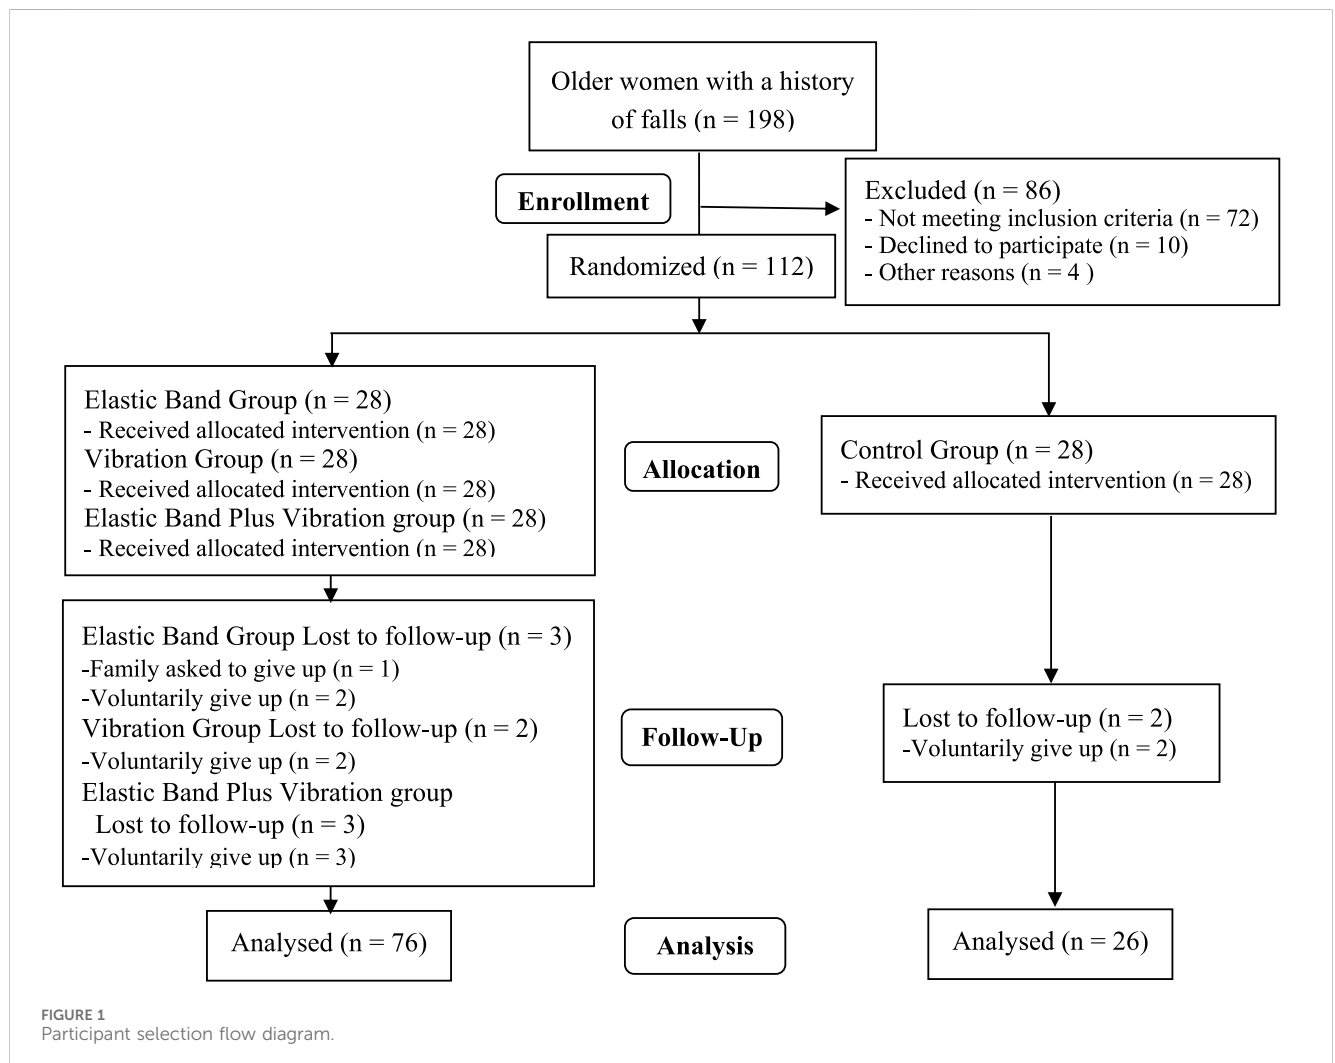 Older women with a history
of falls (n = 198)
Enrollment
Excluded (n = 86)
- Not meeting inclusion criteria (n = 72)
- Declined to participate (n = 10)
- Other reasons (n = 4 )
Randomized (n = 112)
Elastic Band Group (n = 28)
- Received allocated intervention (n = 28)
Vibration Group (n = 28)
- Received allocated intervention (n = 28)
Elastic Band Plus Vibration group (n = 28)
- Received allocated intervention (n = 28)
Allocation
Control Group (n = 28)
- Received allocated intervention (n = 28)
Elastic Band Group Lost to follow-up (n = 3)
-Family asked to give up (n = 1)
-Voluntarily give up (n = 2)
Vibration Group Lost to follow-up (n = 2)
-Voluntarily give up (n = 2)
Elastic Band Plus Vibration group
Lost to follow-up (n = 3)
-Voluntarily give up (n = 3)
Follow-Up
Lost to follow-up (n = 2)
-Voluntarily give up (n = 2)
Analysed (n = 76)
Analysis
Analysed (n = 26)
FIGURE 1
Participant selection flow diagram.